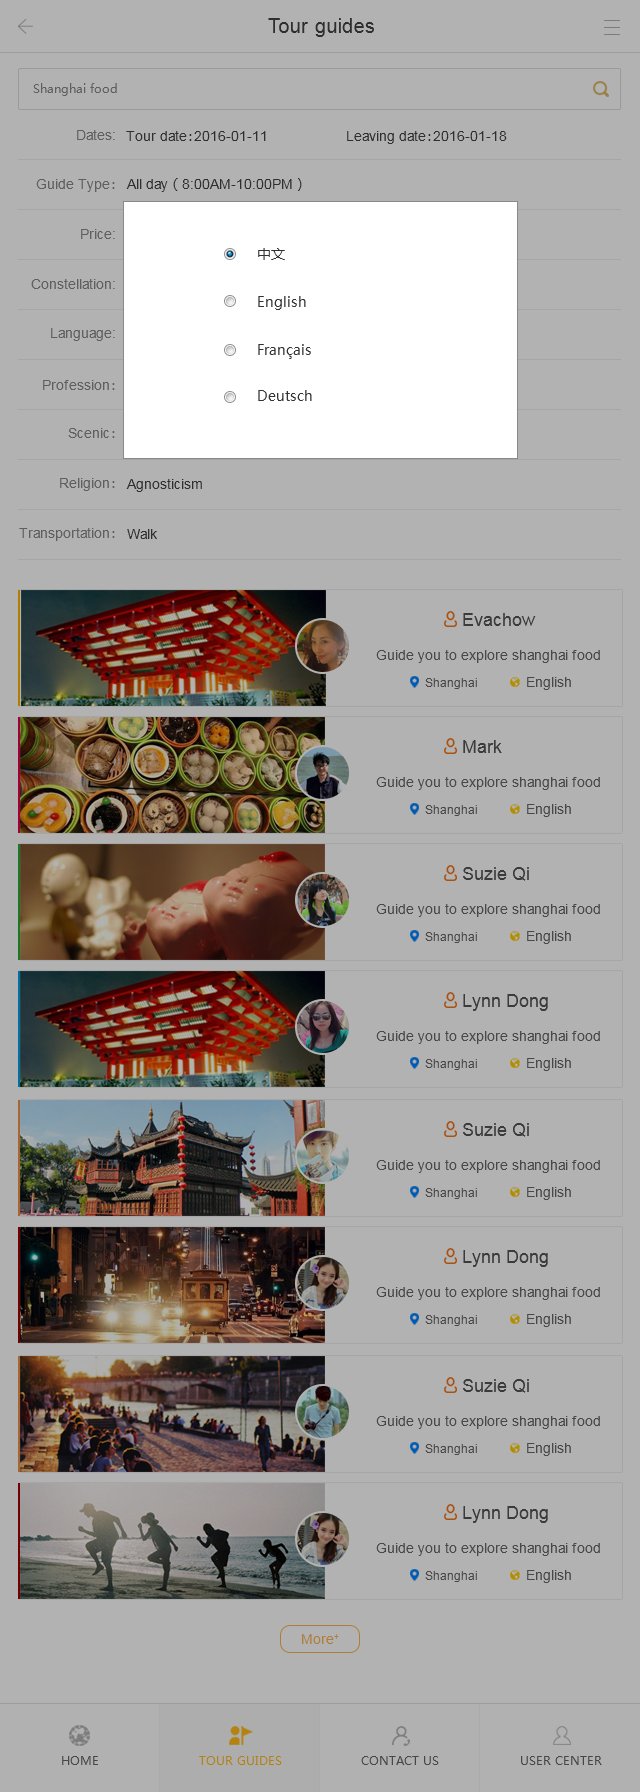 Tour guides
Shanghai food
Dates: Tour date:2016-01-11 Leaving date:2016-01-18
Guide Type: All day ( 8:00AM-10:00PM )
Price:
Constellation:
Language:
Profession:
Scenic:
中文
English
Français
Deutsch
Religion: Agnosticism
Transportation: Walk
Evachow
Guide you to explore shanghai food
Shanghai English
Mark
Guide you to explore shanghai food
Shanghai English
Suzie Qi
Guide you to explore shanghai food
Shanghai English
Lynn Dong
Guide you to explore shanghai food
Shanghai English
Suzie Qi
Guide you to explore shanghai food
Shanghai English
Lynn Dong
Guide you to explore shanghai food
Shanghai English
Suzie Qi
Guide you to explore shanghai food
Shanghai English
Lynn Dong
Guide you to explore shanghai food
Shanghai English
More+
HOME TOUR GUIDES CONTACT US USER CENTER